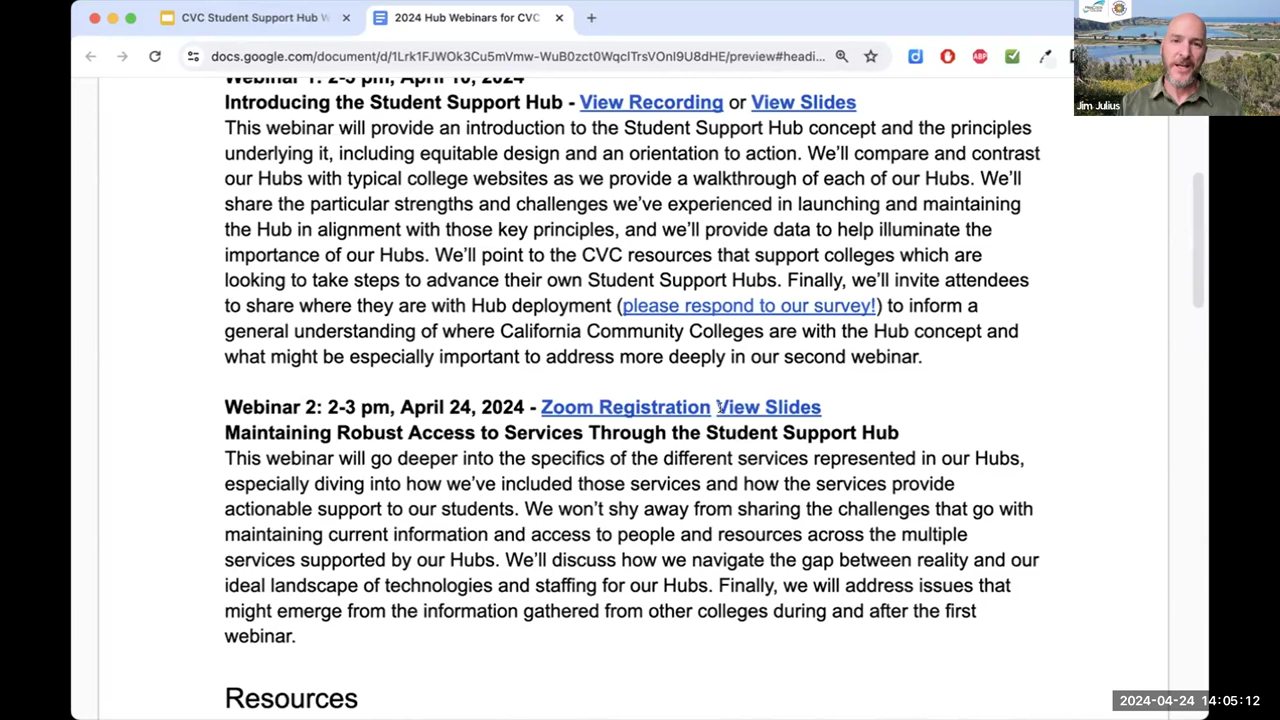 CVC Student Support Hub W
2024 Hub Webinars for CVC
docs.google.com/document/d/1Lrk1FJWOk3Cu5mVmw-WuB0zct0WqcITrsVOnI9U8dHE/preview#headi...
Jim Julius
Webinar 1: 2-3 pm, April 10, 2024
Introducing the Student Support Hub - View Recording or View Slides
This webinar will provide an introduction to the Student Support Hub concept and the principles
underlying it, including equitable design and an orientation to action. We'll compare and contrast
our Hubs with typical college websites as we provide a walkthrough of each of our Hubs. We'll
share the particular strengths and challenges we've experienced in launching and maintaining
the Hub in alignment with those key principles, and we'll provide data to help illuminate the
importance of our Hubs. We'll point to the CVC resources that support colleges which are
looking to take steps to advance their own Student Support Hubs. Finally, we'll invite attendees
to share where they are with Hub deployment (please respond to our survey!) to inform a
general understanding of where California Community Colleges are with the Hub concept and
what might be especially important to address more deeply in our second webinar.
Webinar 2: 2-3 pm, April 24, 2024 - Zoom Registration View Slides
Maintaining Robust Access to Services Through the Student Support Hub
This webinar will go deeper into the specifics of the different services represented in our Hubs,
especially diving into how we've included those services and how the services provide
actionable support to our students. We won't shy away from sharing the challenges that go with
maintaining current information and access to people and resources across the multiple
services supported by our Hubs. We'll discuss how we navigate the gap between reality and our
ideal landscape of technologies and staffing for our Hubs. Finally, we will address issues that
might emerge from the information gathered from other colleges during and after the first
webinar.
Resources
2024-04-24 14:05:12